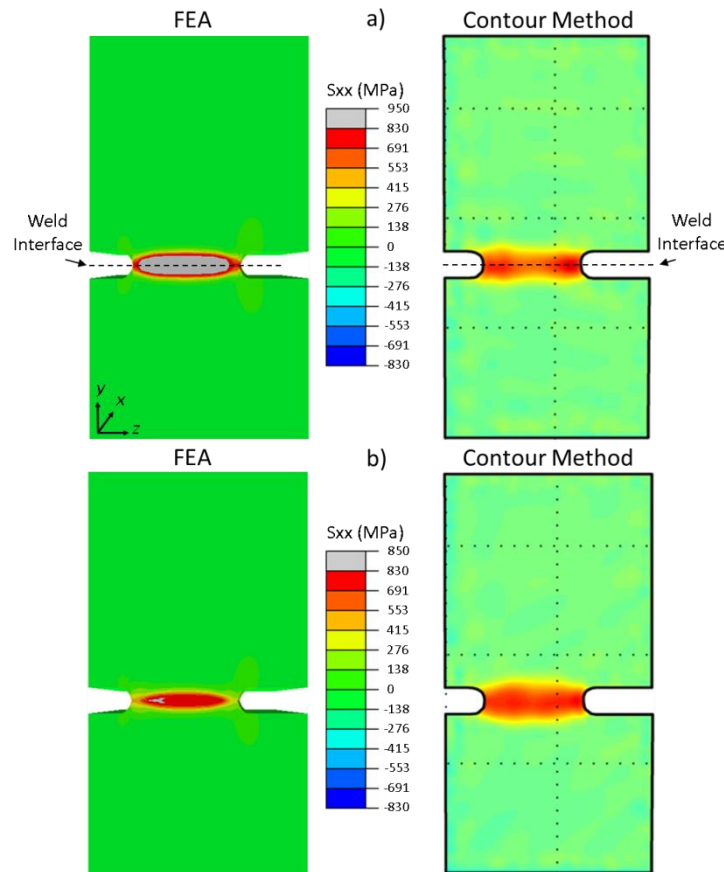 FEA
a)
Contour Method
Sxx (MPa)
950
830
691
553
415
276
138
0
-138
-276
-415
-553
-691
-830
Weld
Interface
Weld
Interface
y
x
z
FEA
b)
Contour Method
Sxx (MPa)
850
830
691
553
415
276
138
0
-138
-276
-415
-553
-691
-830